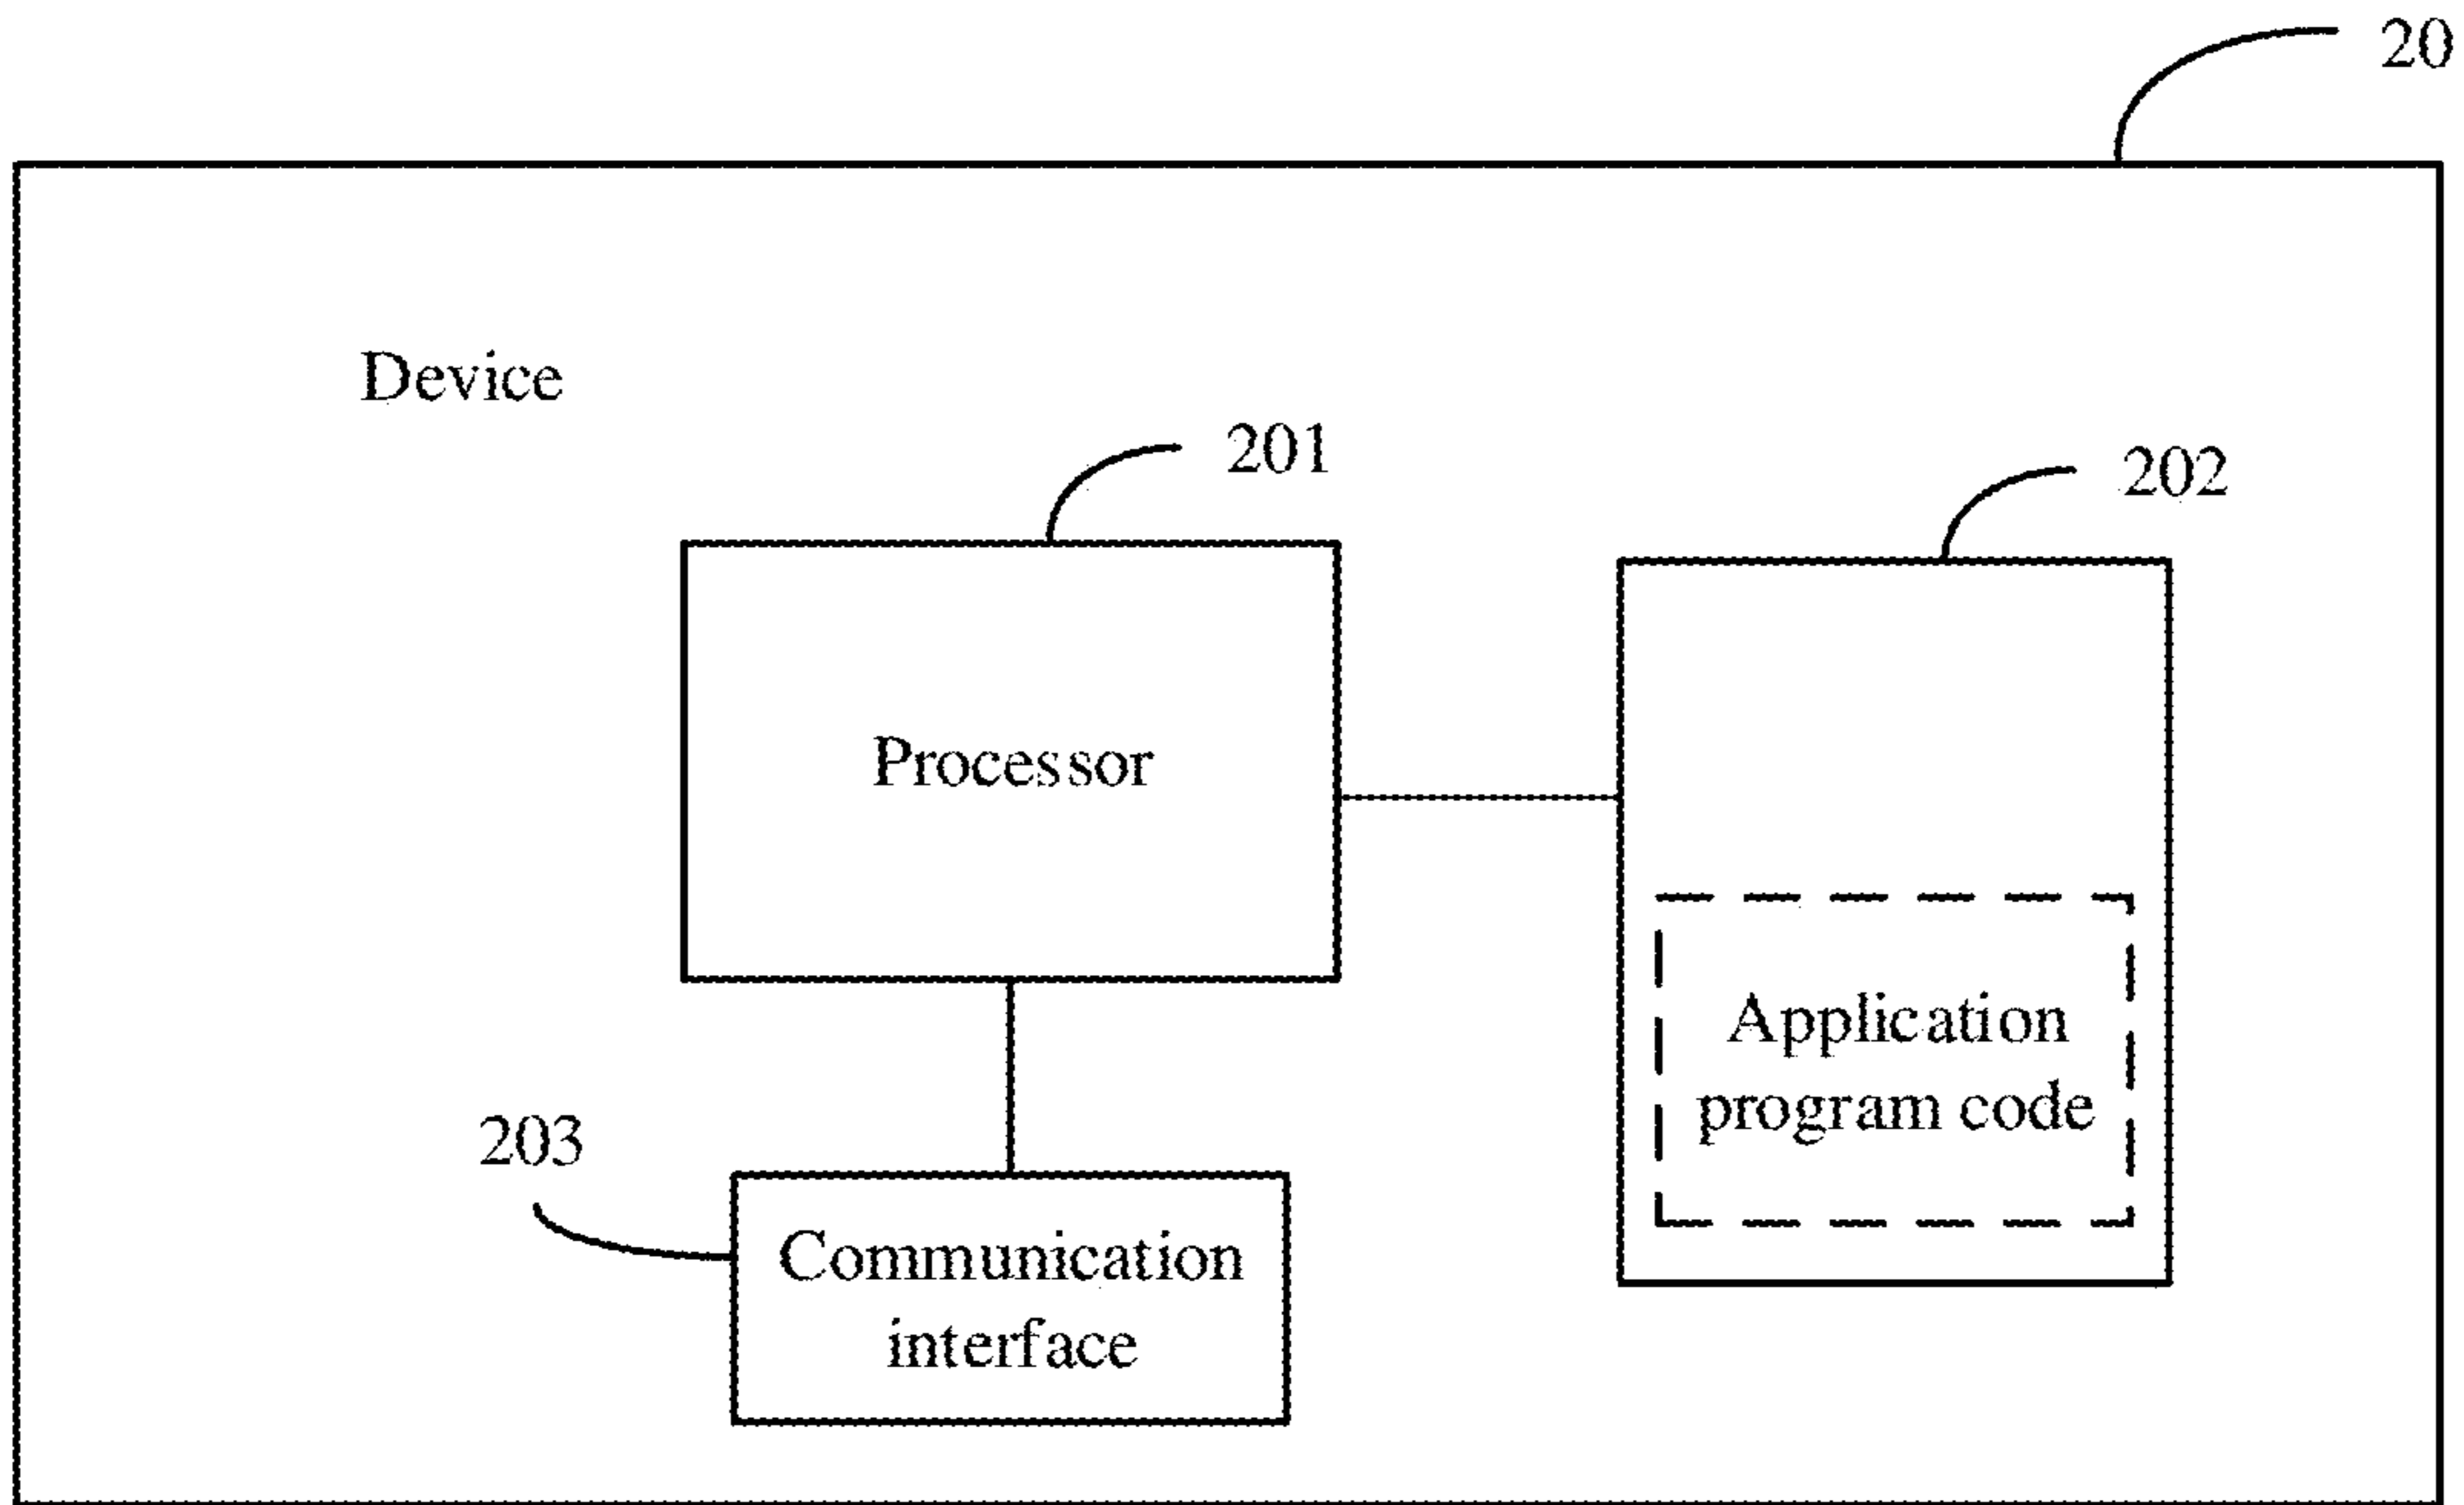 20
Device
201
202
Processor
Application
program code
203
Communication
interface